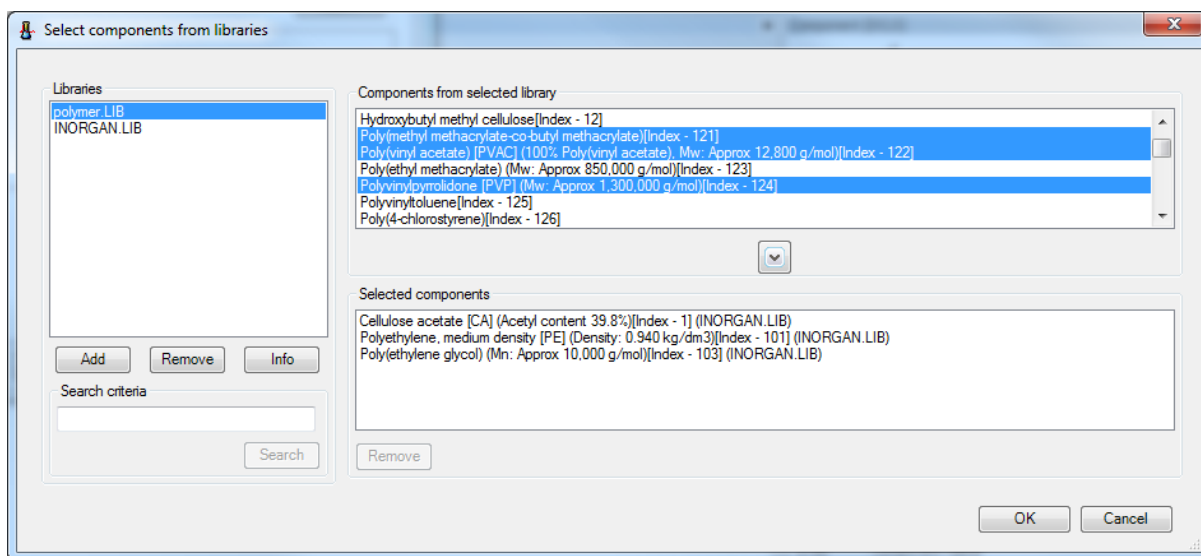 Select components from libraries
Libraries
polymer.LIB
INORGAN.LIB
Add
Remove
Info
Search criteria
Search
Components from selected library
Hydroxybutyl methyl cellulose[Index - 12]
Poly(methyl methacrylate-co-butyl methacrylate)[Index - 121]
Poly(vinyl acetate) [PVAC] (100% Poly(vinyl acetate), Mw: Approx 12,800 g/mol)[Index - 122]
Poly(ethyl methacrylate) (Mw: Approx 850,000 g/mol)[Index - 123]
Polyvinylpyrrolidone [PVP] (Mw: Approx 1,300,000 g/mol)[Index - 124]
Polyvinyltoluene[Index - 125]
Poly(4-chlorostyrene)[Index - 126]
Selected components
Cellulose acetate [CA] (Acetyl content 39.8%)[Index - 1] (INORGAN.LIB)
Polyethylene, medium density [PE] (Density: 0.940 kg/dm3)[Index - 101] (INORGAN.LIB)
Poly(ethylene glycol) (Mn: Approx 10,000 g/mol)[Index - 103] (INORGAN.LIB)
Remove
OK
Cancel